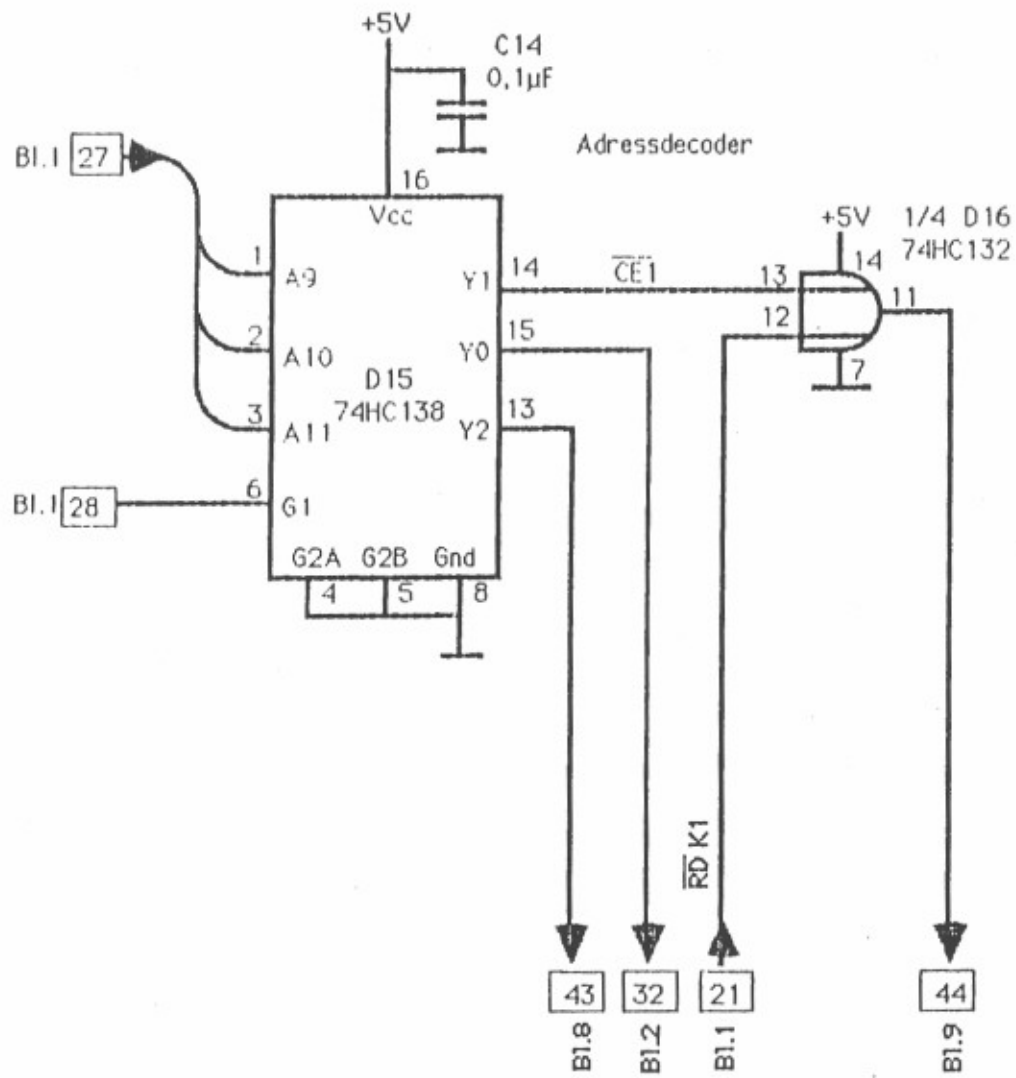 +5V
C14
0,1µF
Adressdecoder
Bl.1 27
16
Vcc
+5V
1/4 D16
74HC132
1 A9
Y1 14
CE1
13
14
11
2 A10
Y0 15
12
7
D15
74HC138
3 A11
Y2 13
Bl.1 28
6 G1
G2A G2B Gnd
4 5 8
RD K1
43 32 21 44
Bl.8 Bl.2 Bl.1 Bl.9